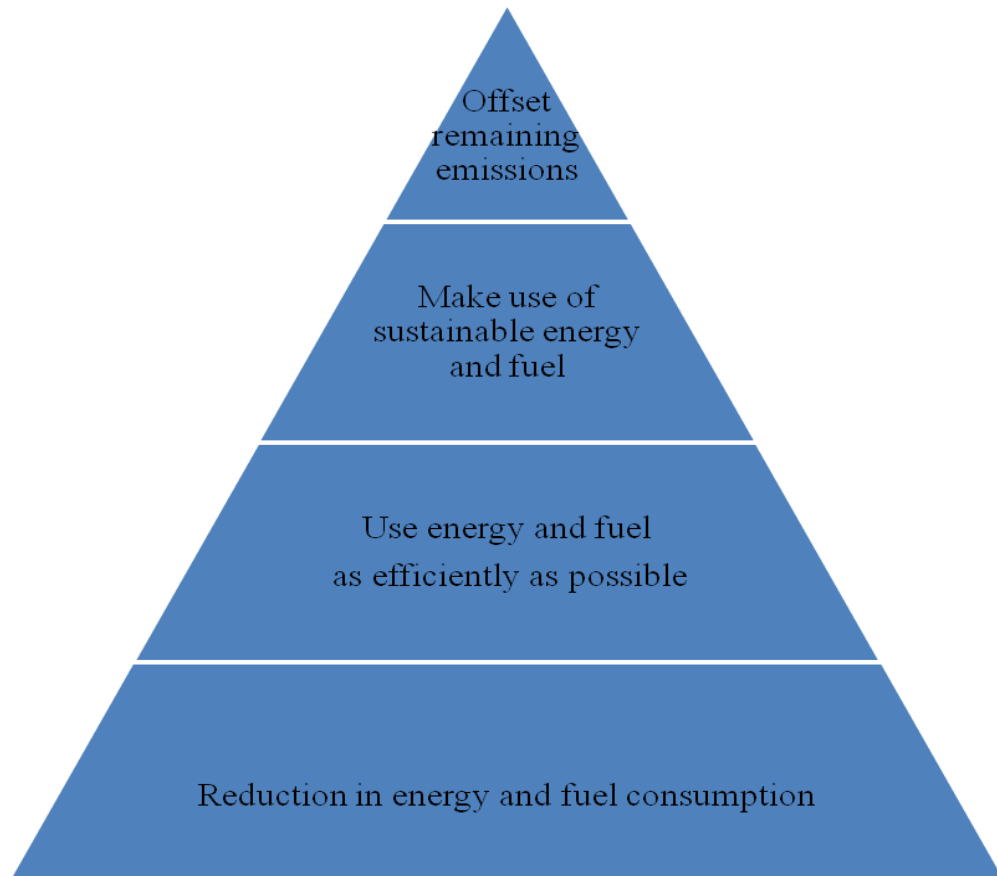 Offset
remaining
emissions
Make use of
sustainable energy
and fuel
Use energy and fuel
as efficiently as possible
Reduction in energy and fuel consumption